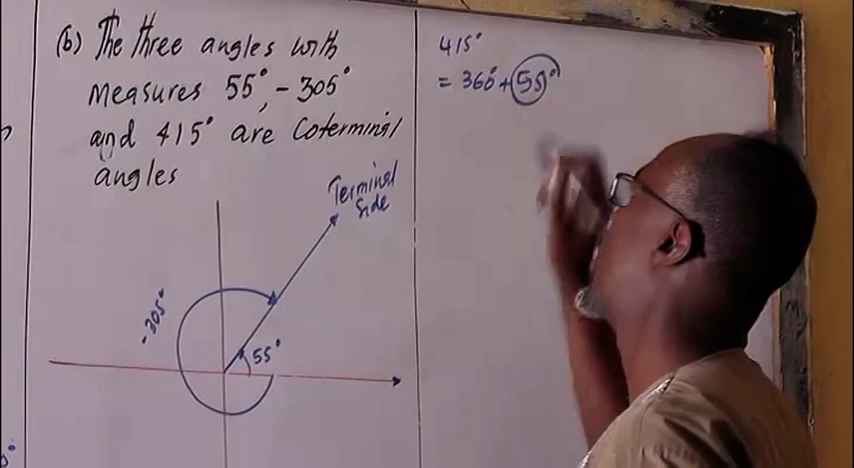 (b) The three angles with
measures 55°, -305°
and 415° are Coterminal
angles
Terminal
Side
-305°
55°
415°
= 360° + 55°